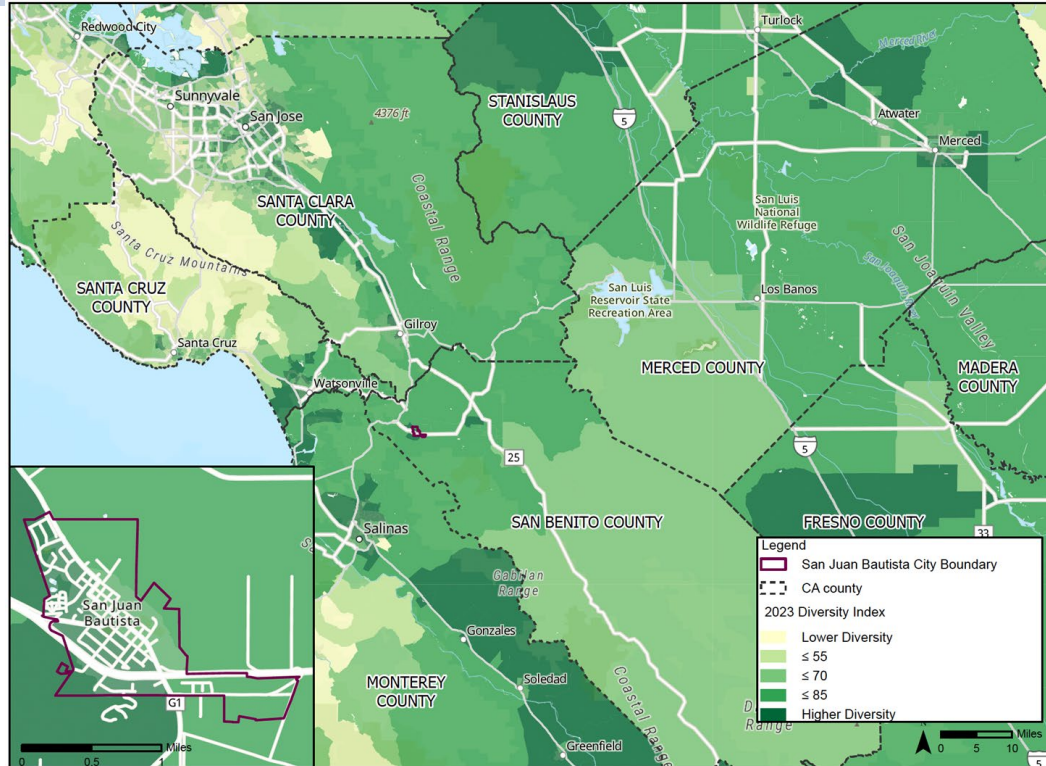 Redwood City
Sunnyvale
San Jose
4376 ft
Turlock
Merced River
STANISLAUS
COUNTY
5
Atwater
Merced
SANTA CLARA
COUNTY
Coastal Range
San Luis
National
Wildlife Refuge
San Joaquin Valley
Santa Cruz Mountains
SANTA CRUZ
COUNTY
San Luis
Reservoir State
Recreation Area
Los Banos
Santa Cruz
Gilroy
Watsonville
MERCED COUNTY
MADERA
COUNTY
25
5
Salinas
SAN BENITO COUNTY
FRESNO COUNTY
33
Gabilan
Range
Gonzales
MONTEREY
COUNTY
Soledad
Coastal Range
Range
Greenfield
5
San Juan
Bautista
G1
0 0.5 1 Miles
Legend
San Juan Bautista City Boundary
CA county
2023 Diversity Index
Lower Diversity
≤ 55
≤ 70
≤ 85
Higher Diversity
0 5 10 Miles